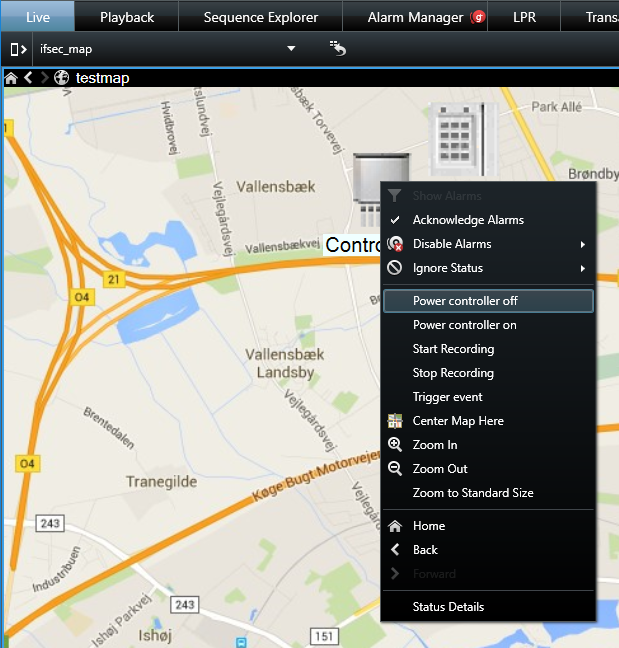 Live Playback Sequence Explorer Alarm Manager LPR
ifsec_map
testmap
Park Allé
Hvidbrovej
Vejlegårdsvej
Vallensbæk
Vallensbækvej
21
O4
Vallensbæk
Landsby
Vejlegårdsvej
Brentedalen
O4
Tranegilde
Køge Bugt Motorvejen
243
Industribuen
243
Ishøj Parkvej
Ishøj
151
Show Alarms
Acknowledge Alarms
Disable Alarms
Ignore Status
Power controller off
Power controller on
Start Recording
Stop Recording
Trigger event
Center Map Here
Zoom In
Zoom Out
Zoom to Standard Size
Home
Back
Forward
Status Details